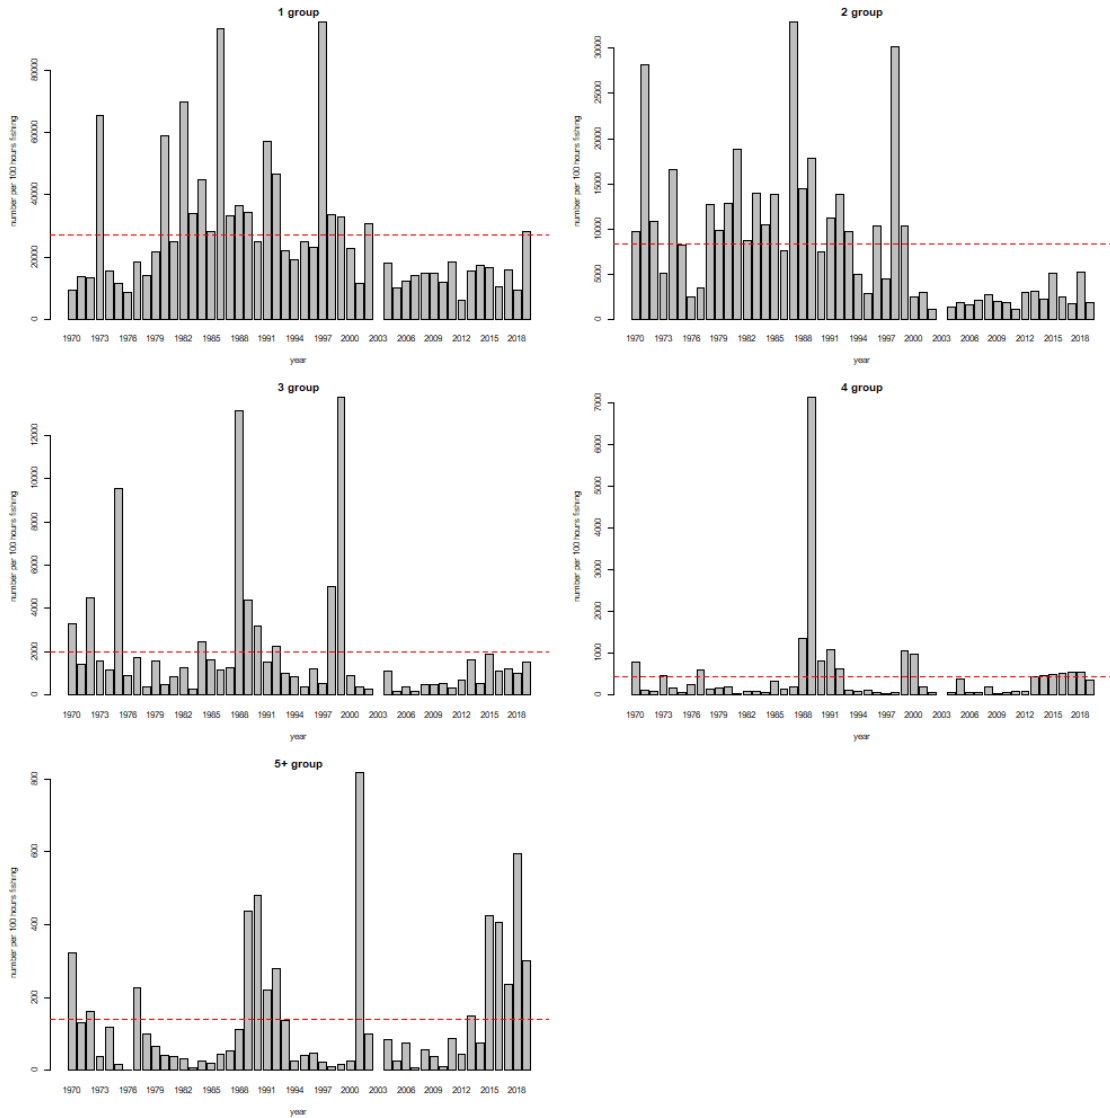 1 group
number per 100 hours fishing
0 20000 40000 60000 80000
1970 1973 1976 1979 1982 1985 1988 1991 1994 1997 2000 2003 2006 2009 2012 2015 2018
year
2 group
number per 100 hours fishing
0 5000 10000 15000 20000 25000 30000
1970 1973 1976 1979 1982 1985 1988 1991 1994 1997 2000 2003 2006 2009 2012 2015 2018
year
3 group
number per 100 hours fishing
0 2000 4000 6000 8000 10000 12000
1970 1973 1976 1979 1982 1985 1988 1991 1994 1997 2000 2003 2006 2009 2012 2015 2018
year
4 group
number per 100 hours fishing
0 1000 2000 3000 4000 5000 6000 7000
1970 1973 1976 1979 1982 1985 1988 1991 1994 1997 2000 2003 2006 2009 2012 2015 2018
year
5+ group
number per 100 hours fishing
0 200 400 600 800
1970 1973 1976 1979 1982 1985 1988 1991 1994 1997 2000 2003 2006 2009 2012 2015 2018
year